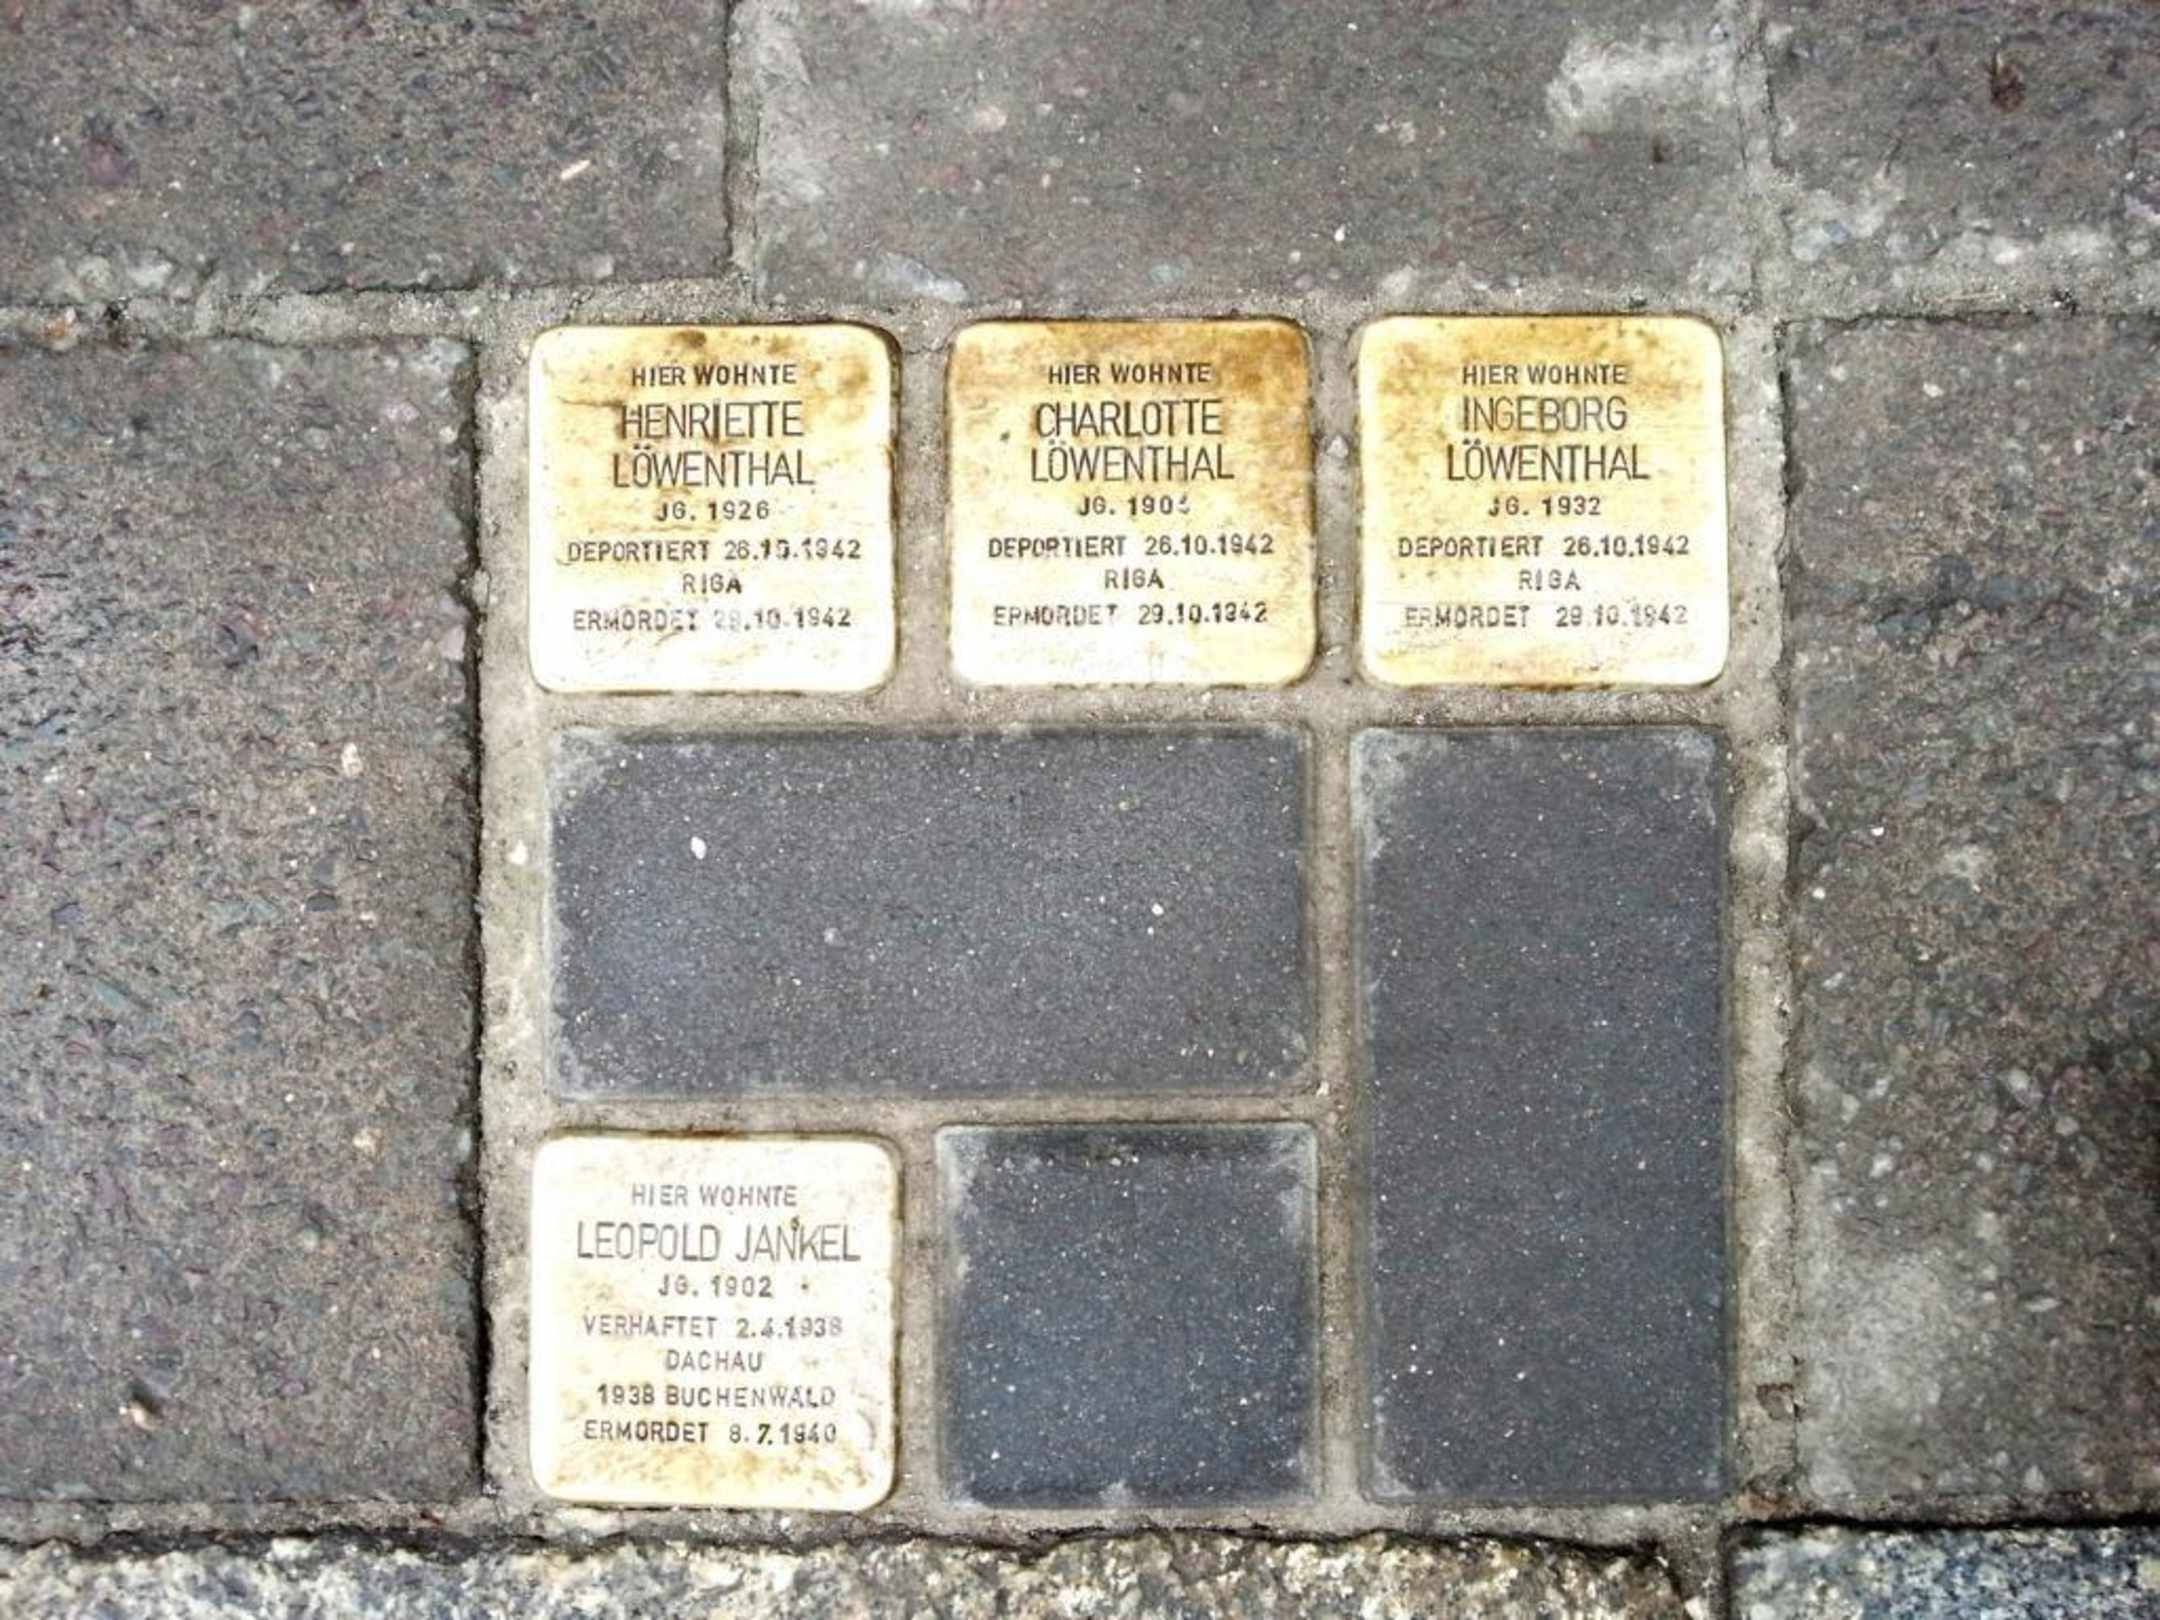 HIER WOHNTE
HENRIETTE
LÖWENTHAL
JG. 1926
DEPORTIERT 26.10.1942
RIGA
ERMORDET 29.10.1942
HIER WOHNTE
CHARLOTTE
LÖWENTHAL
JG.
DEPORTIERT 26.10.1942
RIGA
ERMORDET 29.10.1942
HIER WOHNTE
INGEBORG
LÖWENTHAL
JG. 1932
DEPORTIERT 26.10.1942
RIGA
ERMORDET 29.10.1942
HIER WOHNTE
LEOPOLD JANKEL
JG. 1902
VERHAFTET 2.4.1938
DACHAU
1938 BUCHENWALD
ERMORDET 8.7.1940